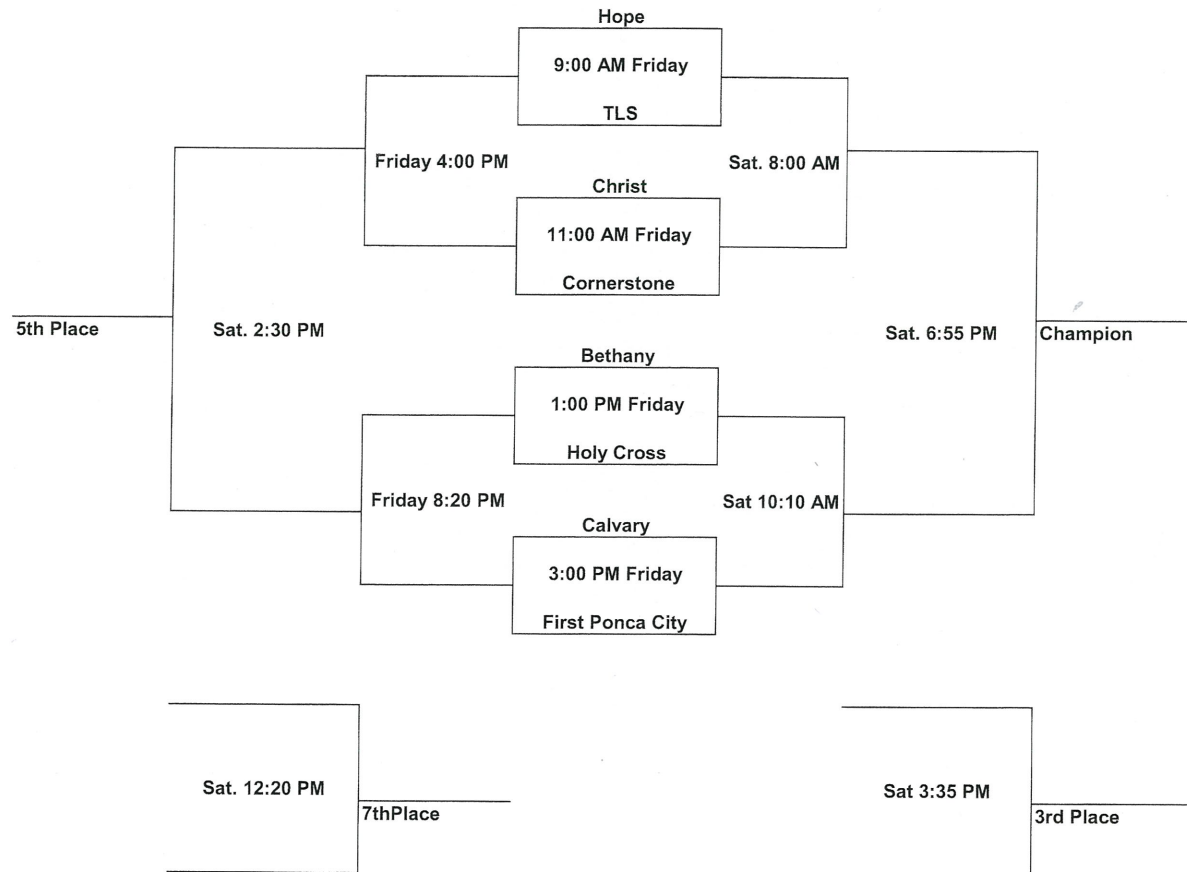 Hope
9:00 AM Friday
TLS
Friday 4:00 PM
Sat. 8:00 AM
Christ
11:00 AM Friday
Cornerstone
5th Place
Sat. 2:30 PM
Sat. 6:55 PM
Champion
Bethany
1:00 PM Friday
Holy Cross
Friday 8:20 PM
Sat 10:10 AM
Calvary
3:00 PM Friday
First Ponca City
Sat. 12:20 PM
7thPlace
Sat 3:35 PM
3rd Place